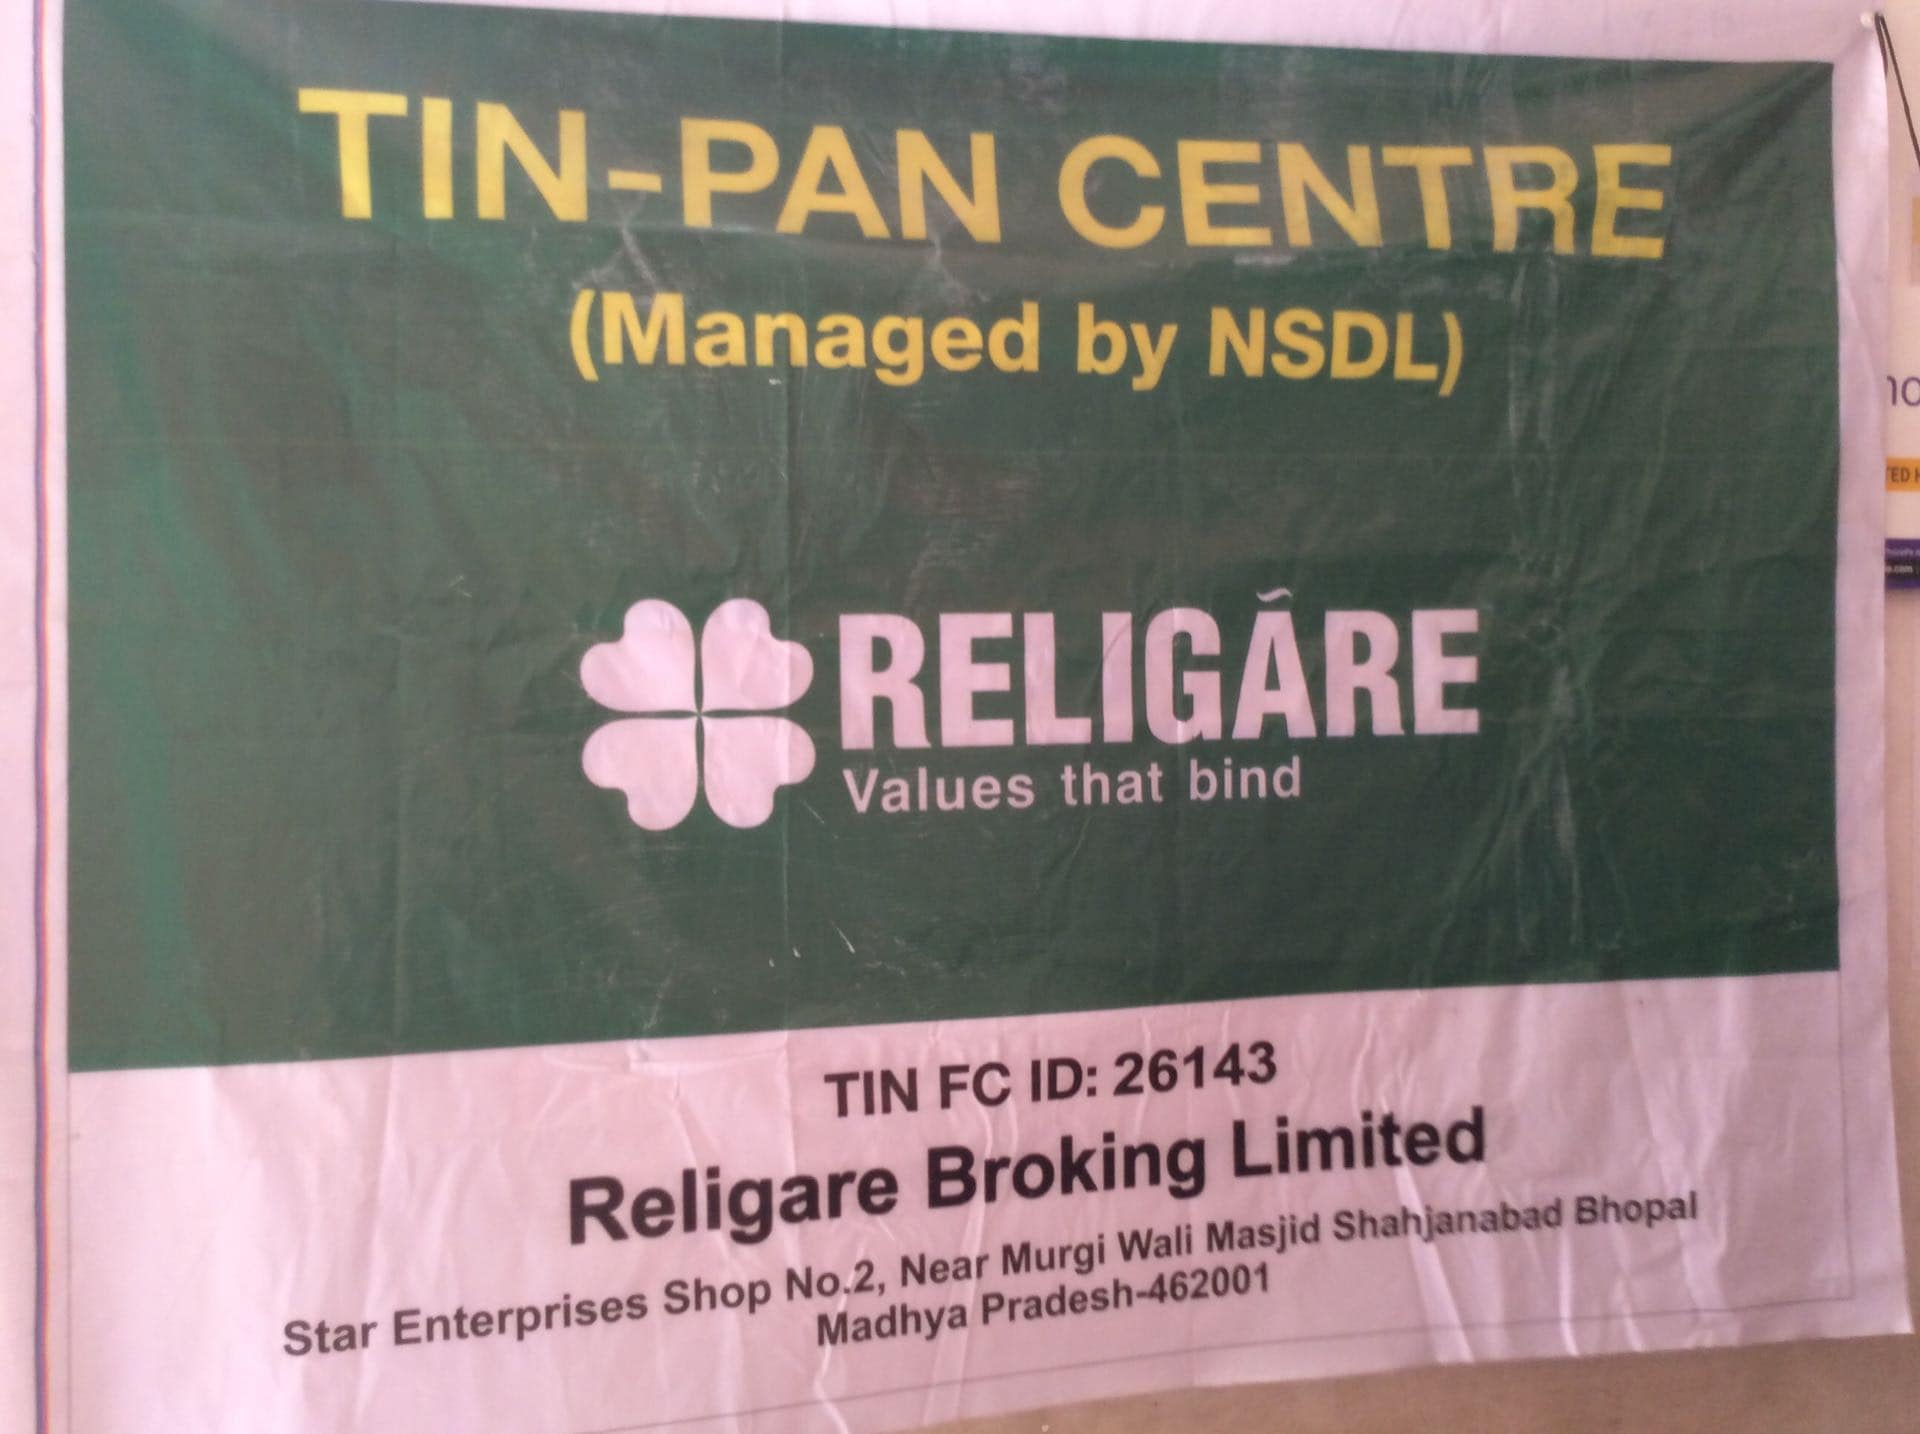 TIN-PAN CENTRE
(Managed by NSDL)
RELIGĀRE
Values that bind
TIN FC ID: 26143
Religare Broking Limited
Star Enterprises Shop No.2, Near Murgi Wali Masjid Shahjanabad Bhopal
Madhya Pradesh-462001